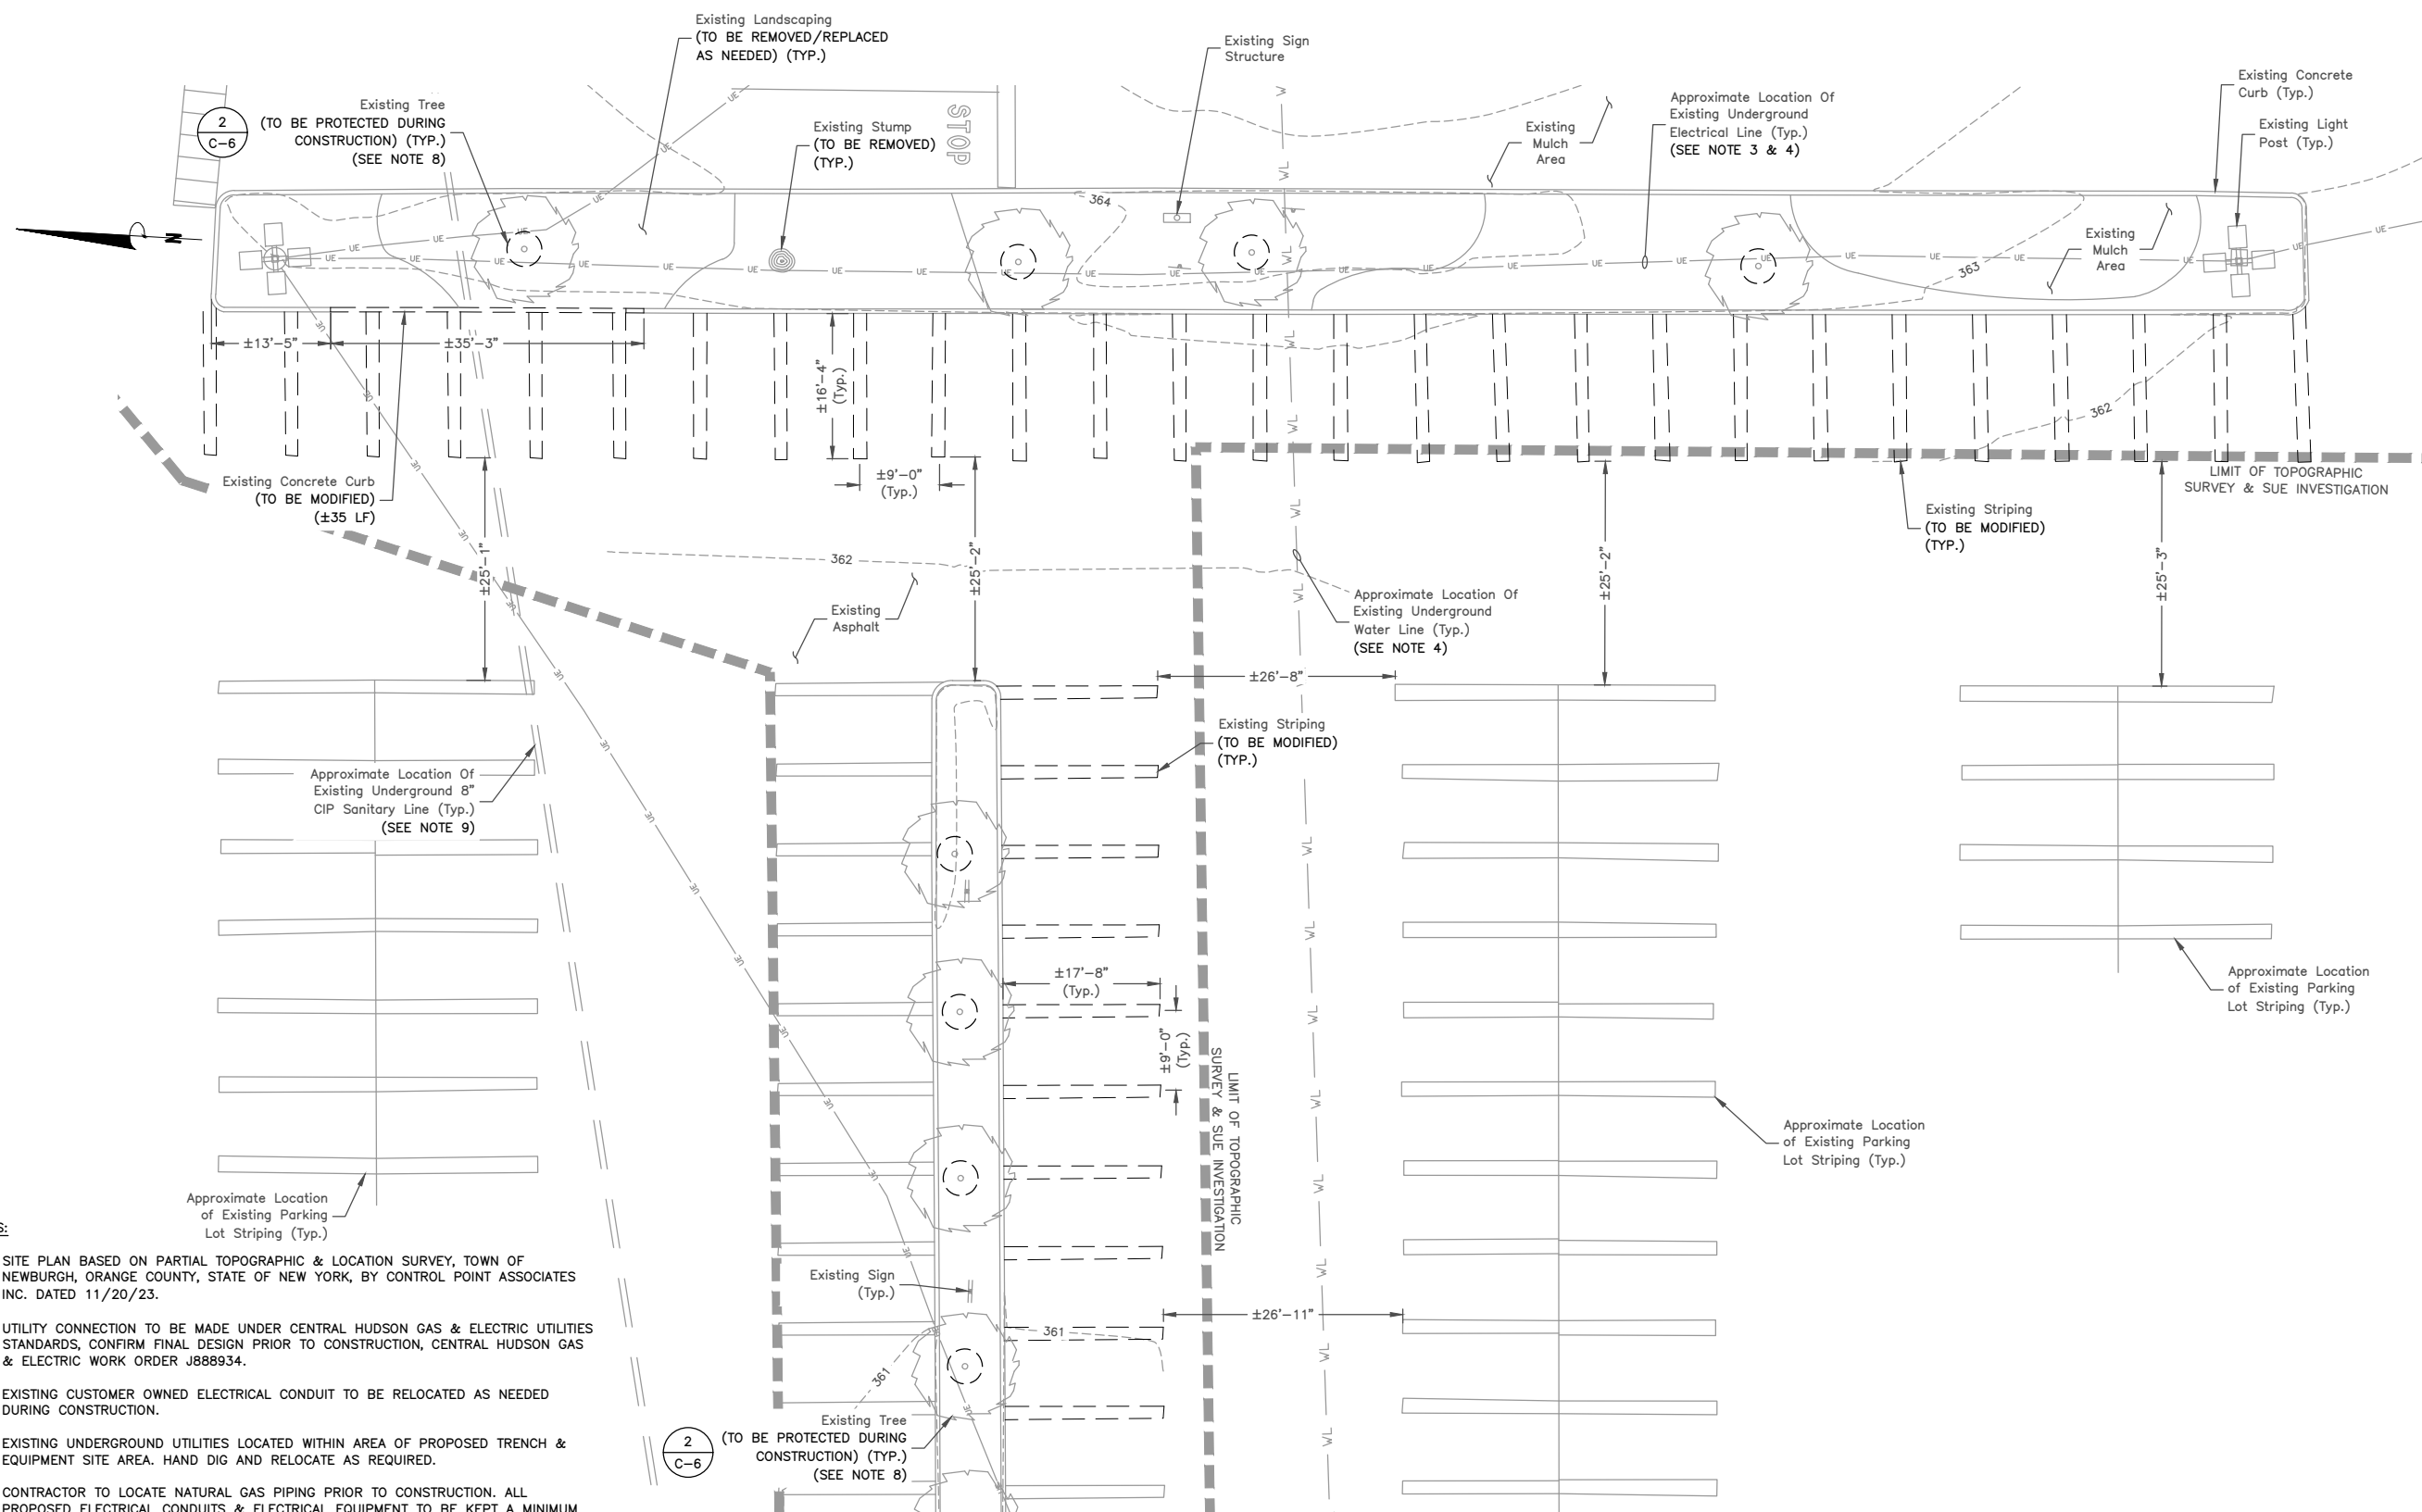 Existing Landscaping
(TO BE REMOVED/REPLACED
AS NEEDED) (TYP.)
Existing Sign
Structure
Existing Concrete
Curb (Typ.)
Existing Light
Post (Typ.)
2
C-6
Existing Tree
(TO BE PROTECTED DURING
CONSTRUCTION) (TYP.)
(SEE NOTE 8)
Existing Stump
(TO BE REMOVED)
(TYP.)
STOP
Existing
Mulch
Area
Approximate Location Of
Existing Underground
Electrical Line (Typ.)
(SEE NOTE 3 & 4)
N
364
363
Existing
Mulch
Area
UE
WL
±13'-5"
±35'-3"
±16'-4"
(Typ.)
±9'-0"
(Typ.)
362
Existing Concrete Curb
(TO BE MODIFIED)
(±35 LF)
LIMIT OF TOPOGRAPHIC
SURVEY & SUE INVESTIGATION
Existing Striping
(TO BE MODIFIED)
(TYP.)
±25'-1"
±25'-2"
±25'-2"
±25'-3"
362
Existing
Asphalt
Approximate Location Of
Existing Underground
Water Line (Typ.)
(SEE NOTE 4)
±26'-8"
Existing Striping
(TO BE MODIFIED)
(TYP.)
Approximate Location Of
Existing Underground 8"
CIP Sanitary Line (Typ.)
(SEE NOTE 9)
±17'-8"
(Typ.)
±9'-0"
(Typ.)
Approximate Location
of Existing Parking
Lot Striping (Typ.)
LIMIT OF TOPOGRAPHIC
SURVEY & SUE INVESTIGATION
Approximate Location
of Existing Parking
Lot Striping (Typ.)
Approximate Location
of Existing Parking
Lot Striping (Typ.)
Existing Sign
(Typ.)
±26'-11"
361
361
2
C-6
Existing Tree
(TO BE PROTECTED DURING
CONSTRUCTION) (TYP.)
(SEE NOTE 8)
S:
SITE PLAN BASED ON PARTIAL TOPOGRAPHIC & LOCATION SURVEY, TOWN OF
NEWBURGH, ORANGE COUNTY, STATE OF NEW YORK, BY CONTROL POINT ASSOCIATES
INC. DATED 11/20/23.
UTILITY CONNECTION TO BE MADE UNDER CENTRAL HUDSON GAS & ELECTRIC UTILITIES
STANDARDS, CONFIRM FINAL DESIGN PRIOR TO CONSTRUCTION, CENTRAL HUDSON GAS
& ELECTRIC WORK ORDER J888934.
EXISTING CUSTOMER OWNED ELECTRICAL CONDUIT TO BE RELOCATED AS NEEDED
DURING CONSTRUCTION.
EXISTING UNDERGROUND UTILITIES LOCATED WITHIN AREA OF PROPOSED TRENCH &
EQUIPMENT SITE AREA. HAND DIG AND RELOCATE AS REQUIRED.
CONTRACTOR TO LOCATE NATURAL GAS PIPING PRIOR TO CONSTRUCTION. ALL
PROPOSED ELECTRICAL CONDUITS & ELECTRICAL EQUIPMENT TO BE KEPT A MINIMUM